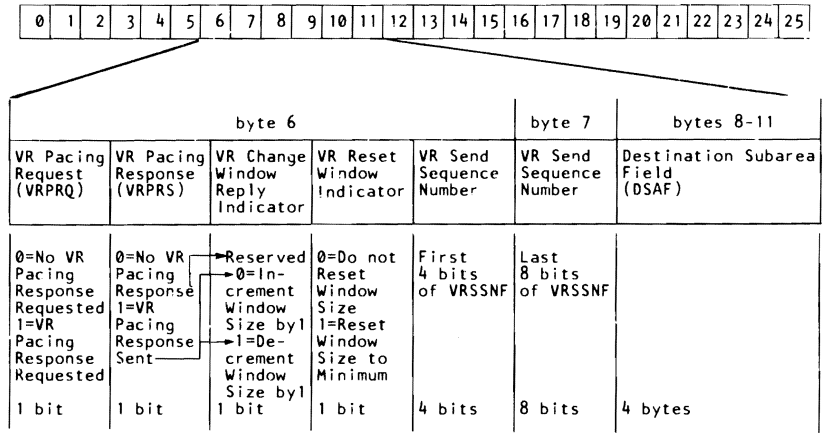 0 1 2 3 4 5 6 7 8 9 10 11 12 13 14 15 16 17 18 19 20 21 22 23 24 25
byte 6
byte 7
bytes 8-11
VR Pacing
Request
(VRPRQ)
VR Pacing
Response
(VRPRS)
VR Change
Window
Reply
Indicator
VR Reset
Window
Indicator
VR Send
Sequence
Number
VR Send
Sequence
Number
Destination Subarea
Field
(DSAF)
0=No VR
Pacing
Response
Requested
1=VR
Pacing
Response
Requested
1 bit
0=No VR
Pacing
Response
1=VR
Pacing
Response
Sent
1 bit
Reserved
0=In-
crement
Window
Size by1
1=De-
crement
Window
Size by1
1 bit
0=Do not
Reset
Window
Size
1=Reset
Window
Size to
Minimum
1 bit
First
4 bits
of VRSSNF
4 bits
Last
8 bits
of VRSSNF
8 bits
4 bytes